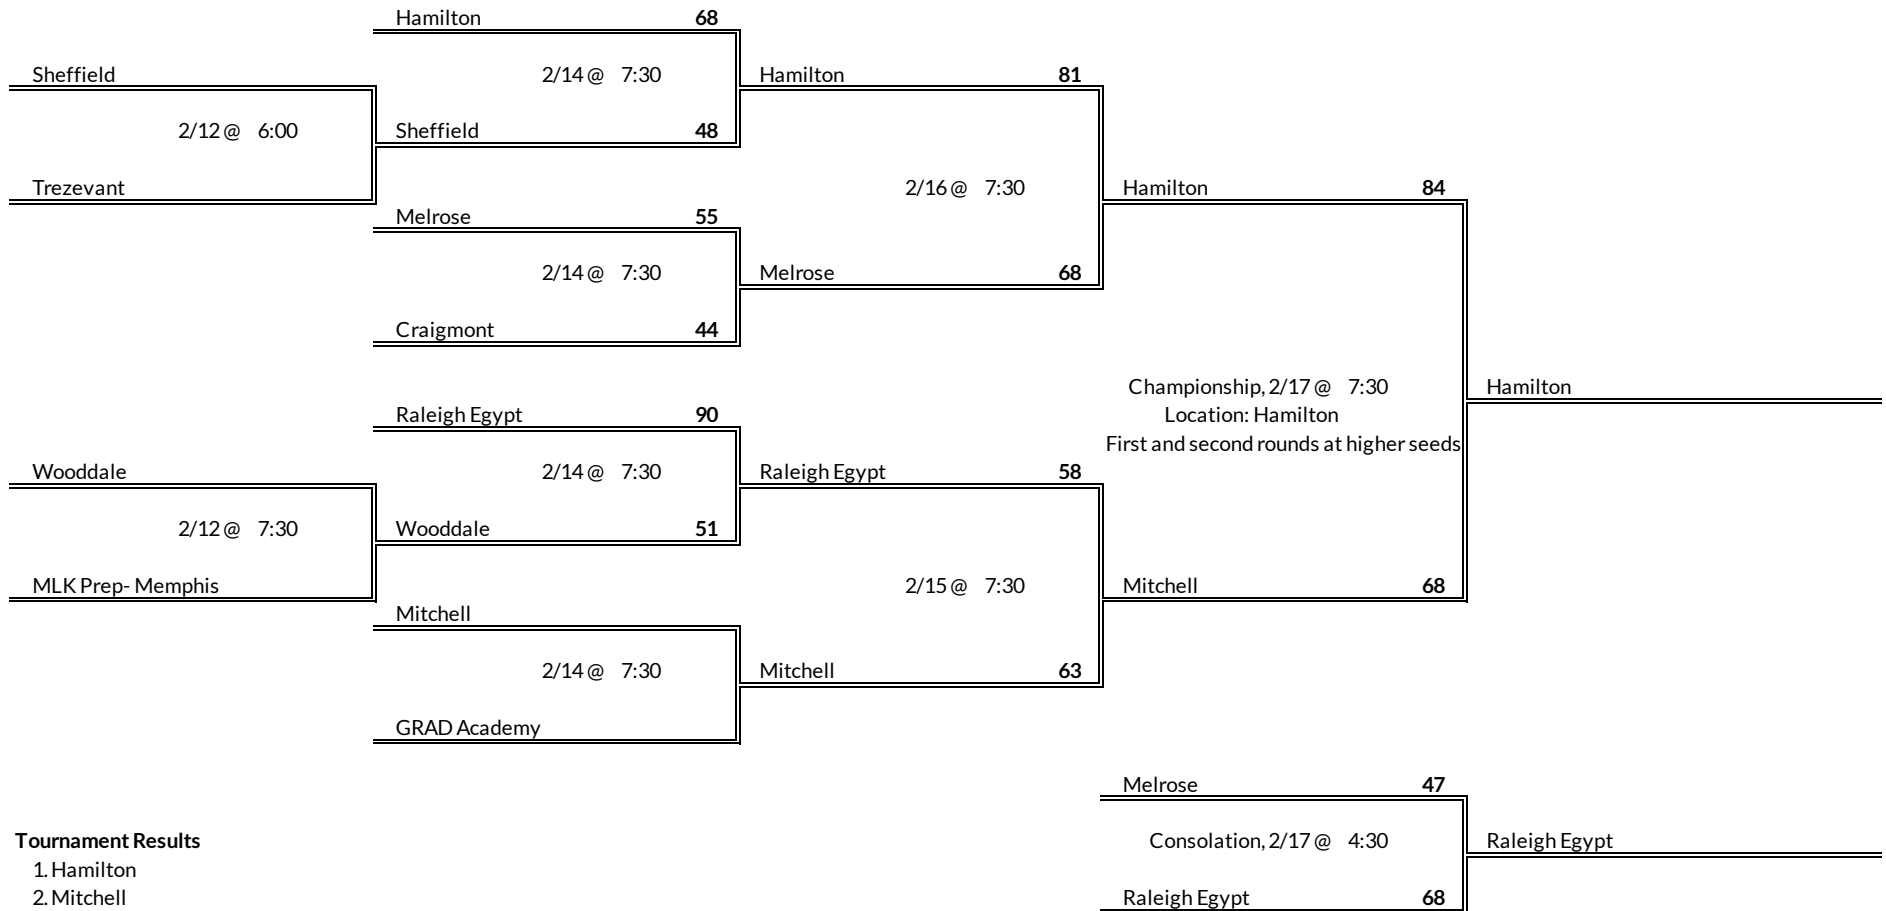 Hamilton 68
Sheffield 2/14 @ 7:30 Hamilton 81
2/12 @ 6:00 Sheffield 48
Trezevant 2/16 @ 7:30 Hamilton 84
Melrose 55
2/14 @ 7:30 Melrose 68
Craigmont 44
Championship, 2/17 @ 7:30 Hamilton
Raleigh Egypt 90 Location: Hamilton
First and second rounds at higher seeds
Wooddale 2/14 @ 7:30 Raleigh Egypt 58
2/12 @ 7:30 Wooddale 51
MLK Prep- Memphis 2/15 @ 7:30 Mitchell 68
Mitchell
2/14 @ 7:30 Mitchell 63
GRAD Academy
Melrose 47
Tournament Results Consolation, 2/17 @ 4:30 Raleigh Egypt
1. Hamilton
2. Mitchell Raleigh Egypt 68